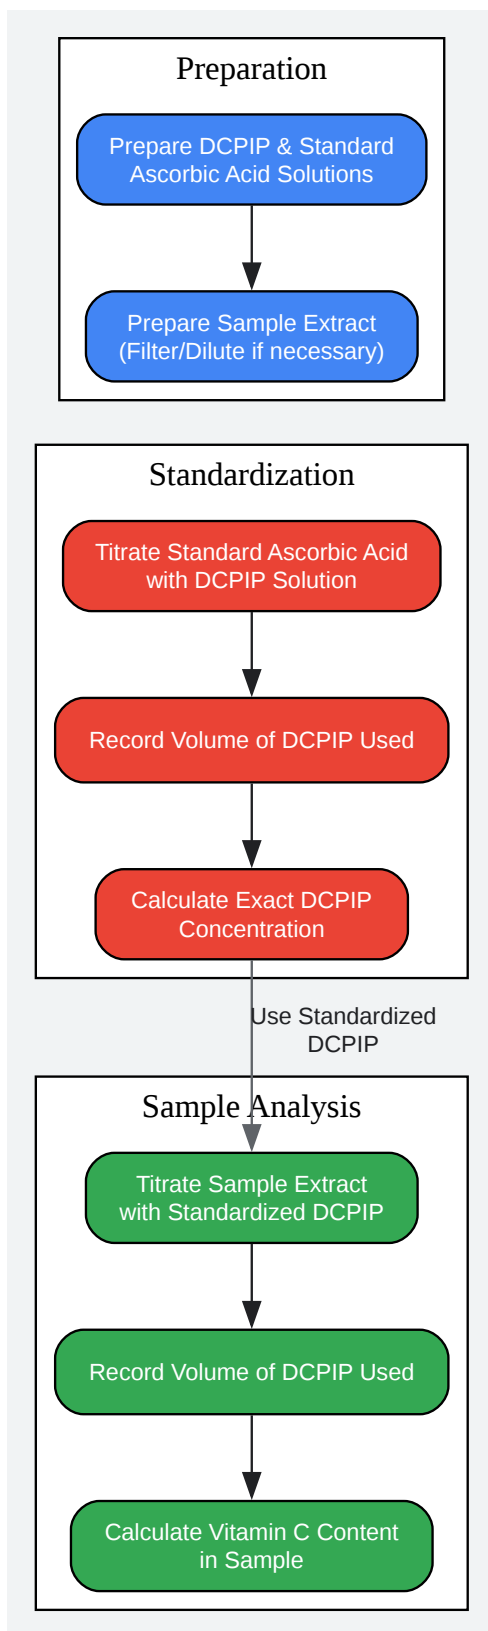 Preparation
Prepare DCPIP & Standard
Ascorbic Acid Solutions
Prepare Sample Extract
(Filter/Dilute if necessary)
Standardization
Titrate Standard Ascorbic Acid
with DCPIP Solution
Record Volume of DCPIP Used
Calculate Exact DCPIP
Concentration
Use Standardized
DCPIP
Sample Analysis
Titrate Sample Extract
with Standardized DCPIP
Record Volume of DCPIP Used
Calculate Vitamin C Content
in Sample